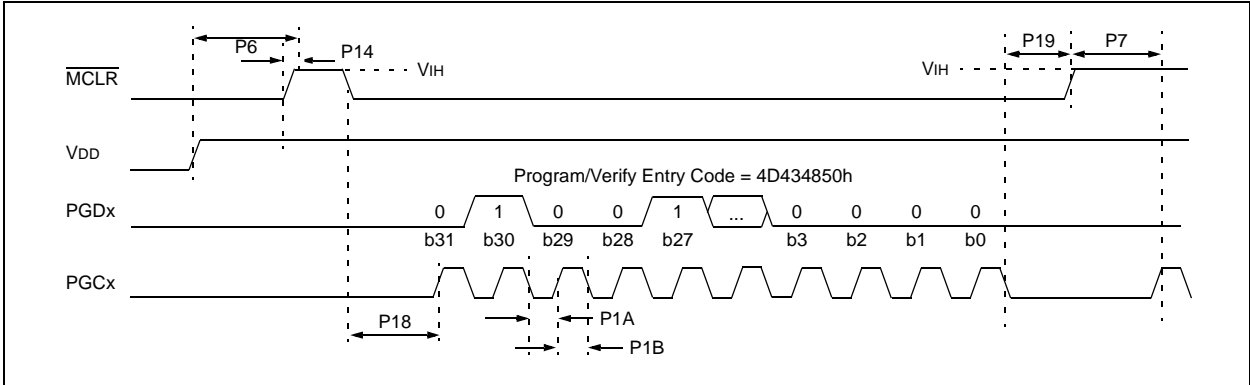 P6
P14
P19
P7
MCLR
VIH
VIH
VDD
Program/Verify Entry Code = 4D434850h
PGDx
0 1 0 0 1 ... 0 0 0 0
b31 b30 b29 b28 b27 b3 b2 b1 b0
PGCx
P18
P1A
P1B